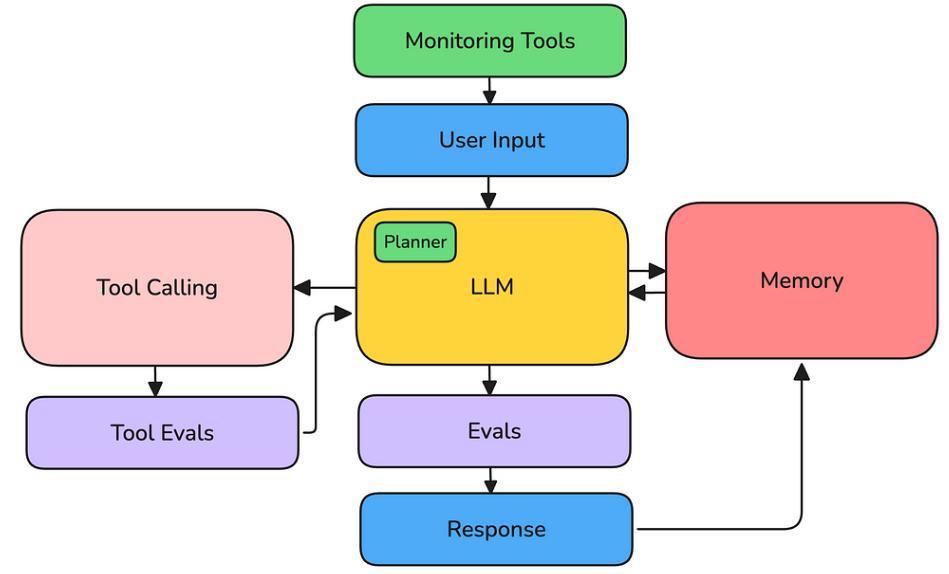 Monitoring Tools
User Input
Planner
Tool Calling
LLM
Memory
Tool Evals
Evals
Response